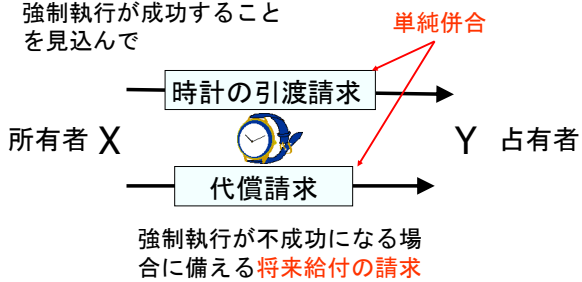 強制執行が成功すること
を見込んで
単純併合
時計の引渡請求
所有者 X
Y 占有者
代償請求
強制執行が不成功になる場
合に備える将来給付の請求